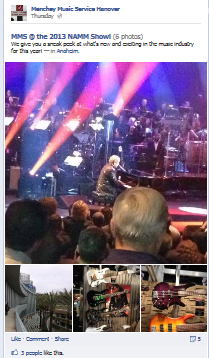 Menchey Music Service Hanover
Thursday
MMS @ the 2013 NAMM Show! (6 photos)
We give you a sneak peek at what's new and exciting in the music industry
for this year! — in Anaheim.
Like · Comment · Share
5
3 people like this.